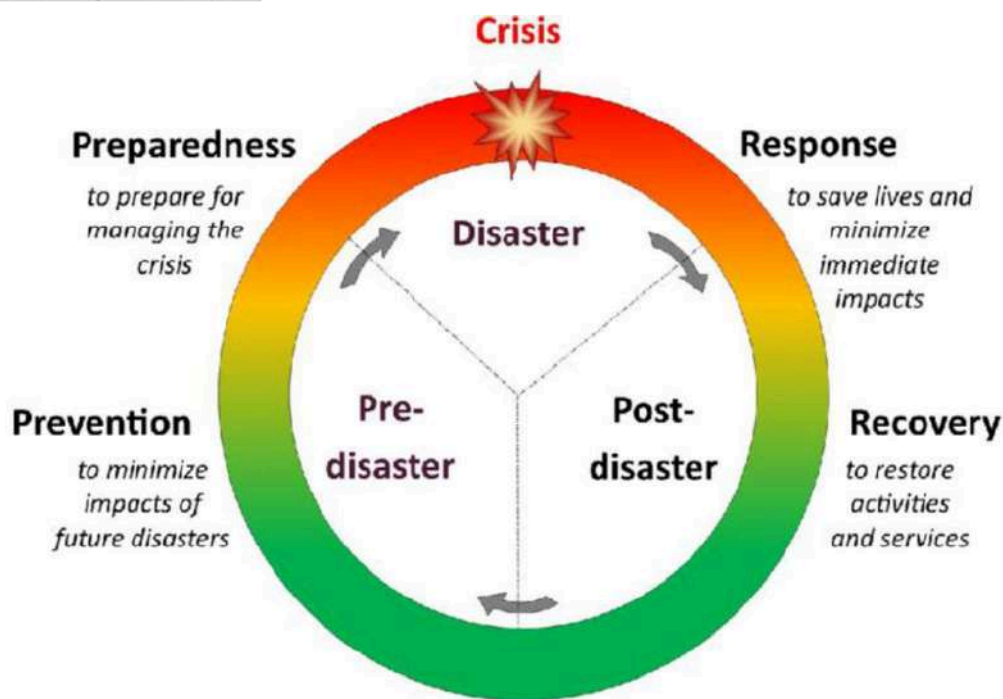 Crisis
Preparedness
to prepare for
managing the
crisis
Response
to save lives and
minimize
immediate
impacts
Disaster
Prevention
to minimize
impacts of
future disasters
Pre-
disaster
Post-
disaster
Recovery
to restore
activities
and services